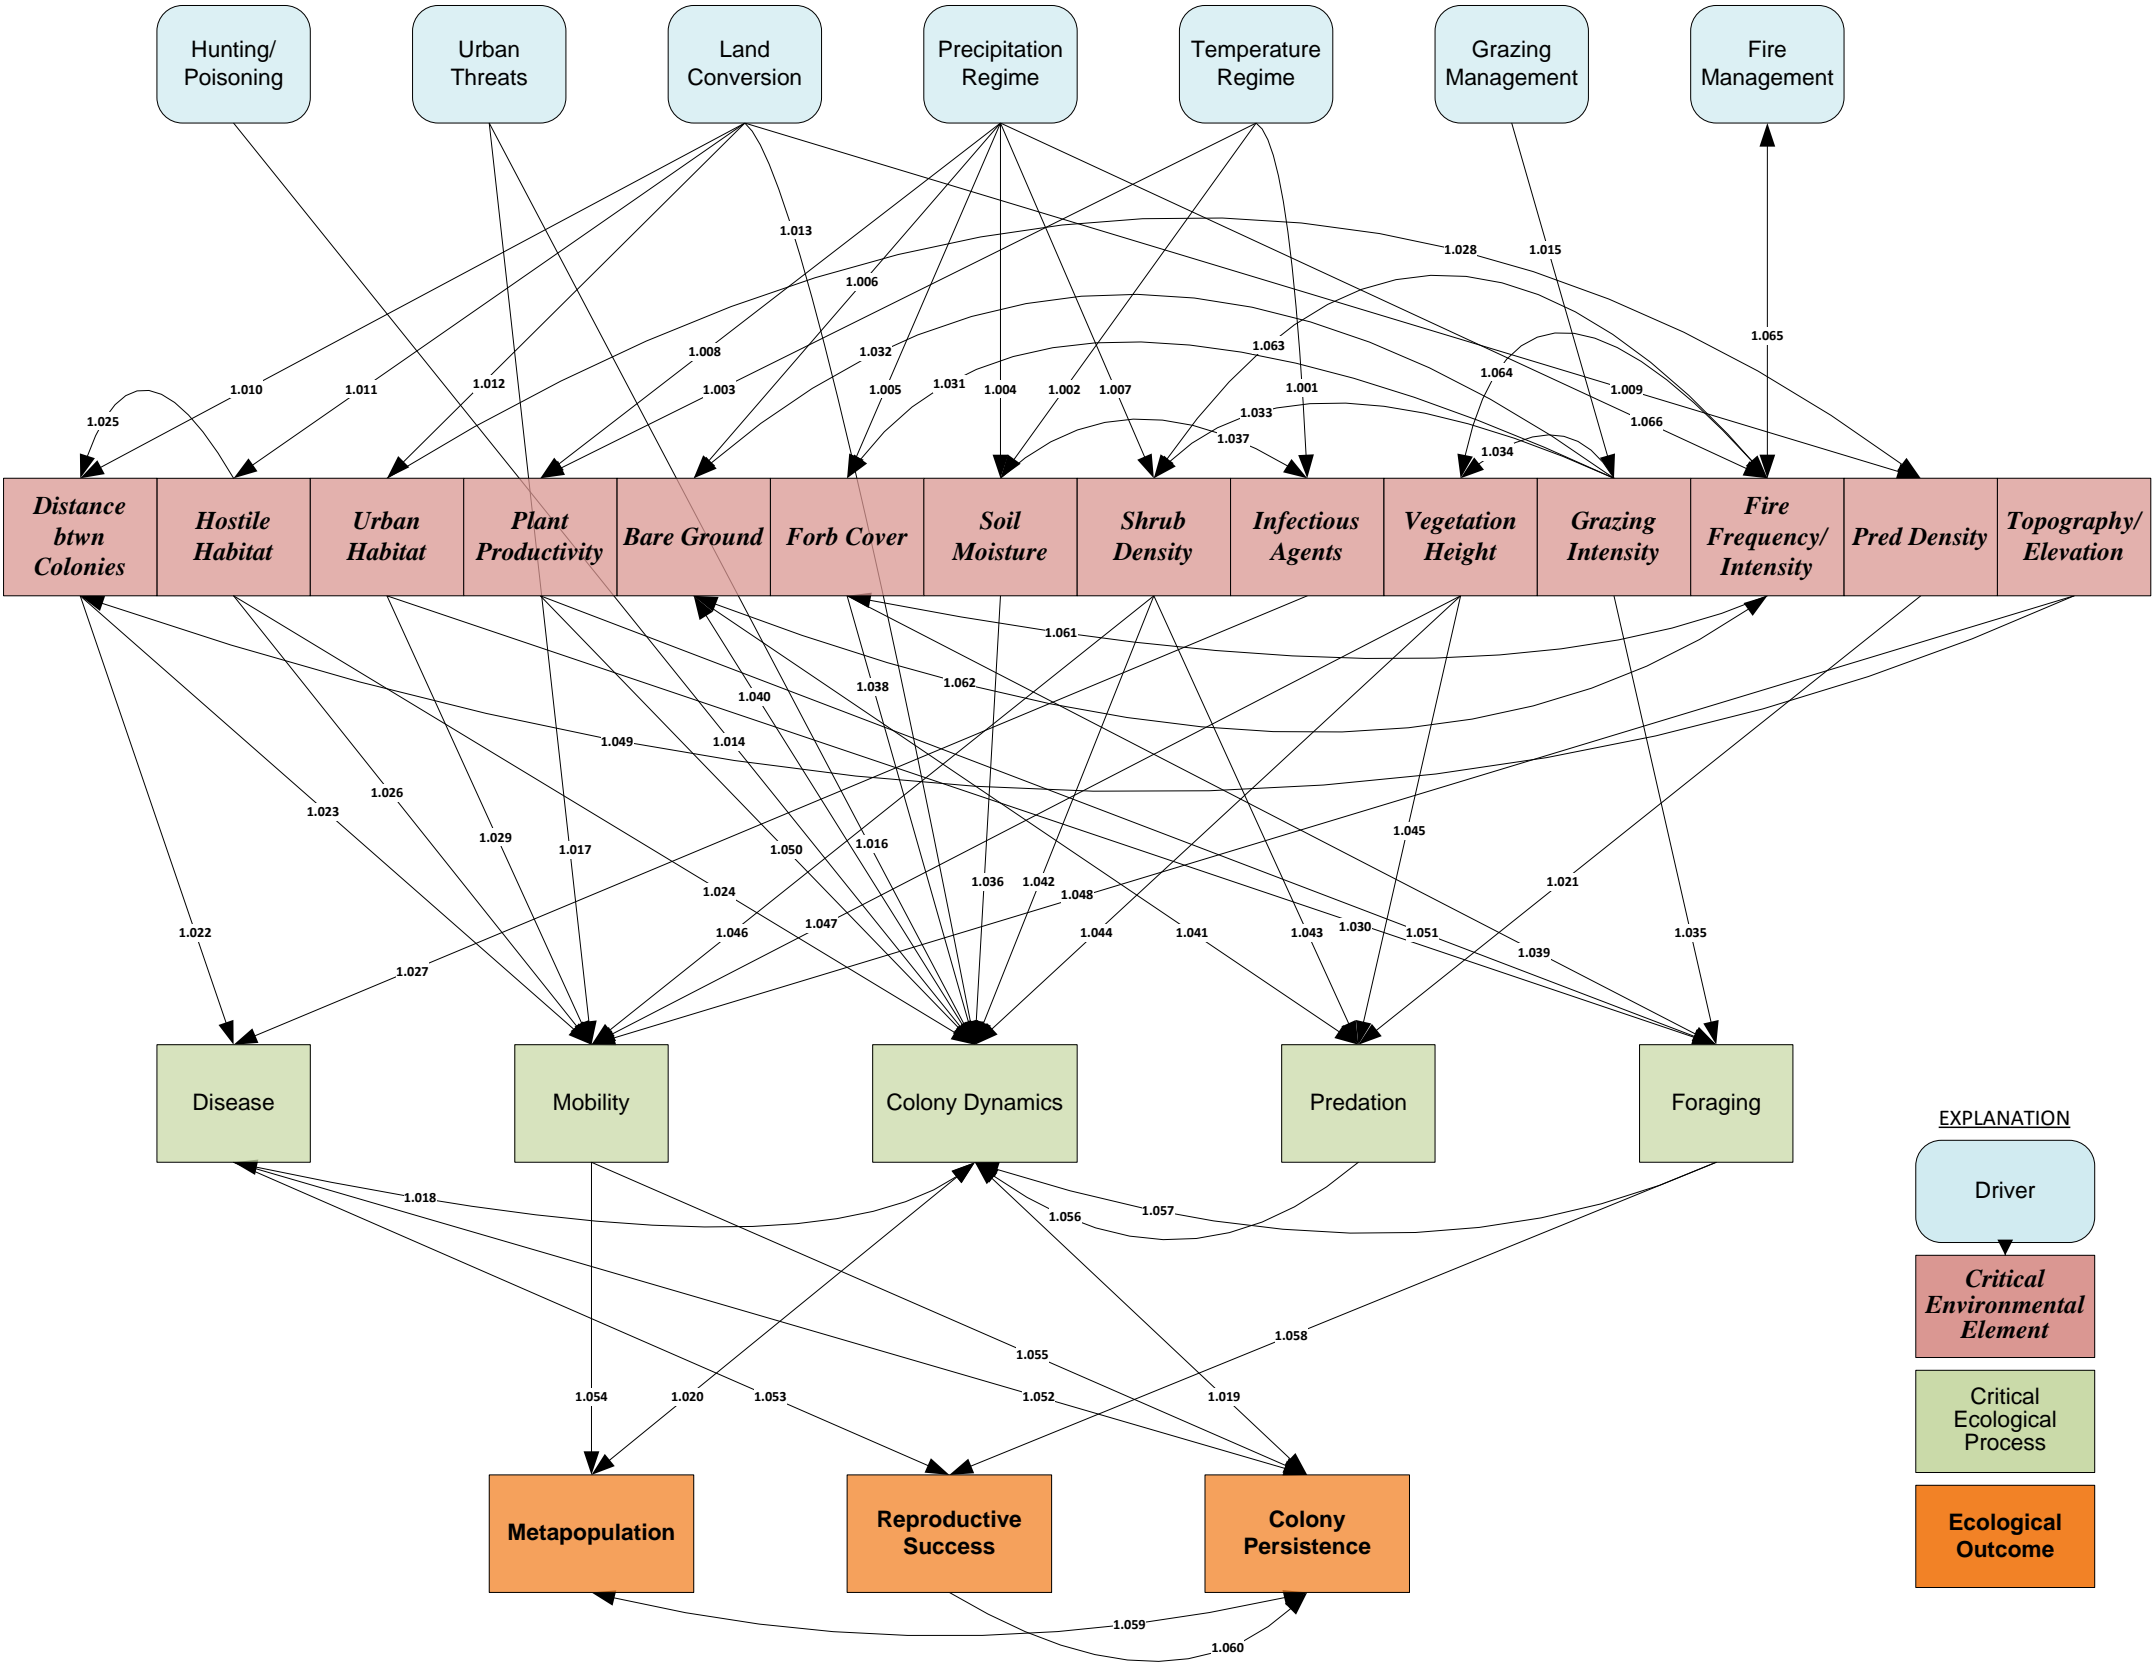 Hunting/
Poisoning
Urban
Threats
Land
Conversion
Precipitation
Regime
Temperature
Regime
Grazing
Management
Fire
Management
1.013
1.028
1.015
1.006
1.065
1.063
1.008
1.032
1.064
1.010
1.011
1.012
1.003
1.005
1.031
1.004
1.002
1.007
1.001
1.009
1.025
1.033
1.066
1.037
1.034
Distance
btwn
Colonies
Hostile
Habitat
Urban
Habitat
Plant
Productivity
Bare Ground
Forb Cover
Soil
Moisture
Shrub
Density
Infectious
Agents
Vegetation
Height
Grazing
Intensity
Fire
Frequency/
Intensity
Pred Density
Topography/
Elevation
1.061
1.062
1.038
1.040
1.049
1.014
1.026
1.023
1.029
1.017
1.050
1.016
1.045
1.024
1.036
1.042
1.048
1.021
1.022
1.046
1.047
1.044
1.041
1.043
1.030
1.051
1.035
1.039
1.027
Disease
Mobility
Colony Dynamics
Predation
Foraging
EXPLANATION
Driver
Critical
Environmental
Element
Critical
Ecological
Process
Ecological
Outcome
1.018
1.056
1.057
1.058
1.055
1.054
1.020
1.053
1.052
1.019
Metapopulation
Reproductive
Success
Colony
Persistence
1.059
1.060